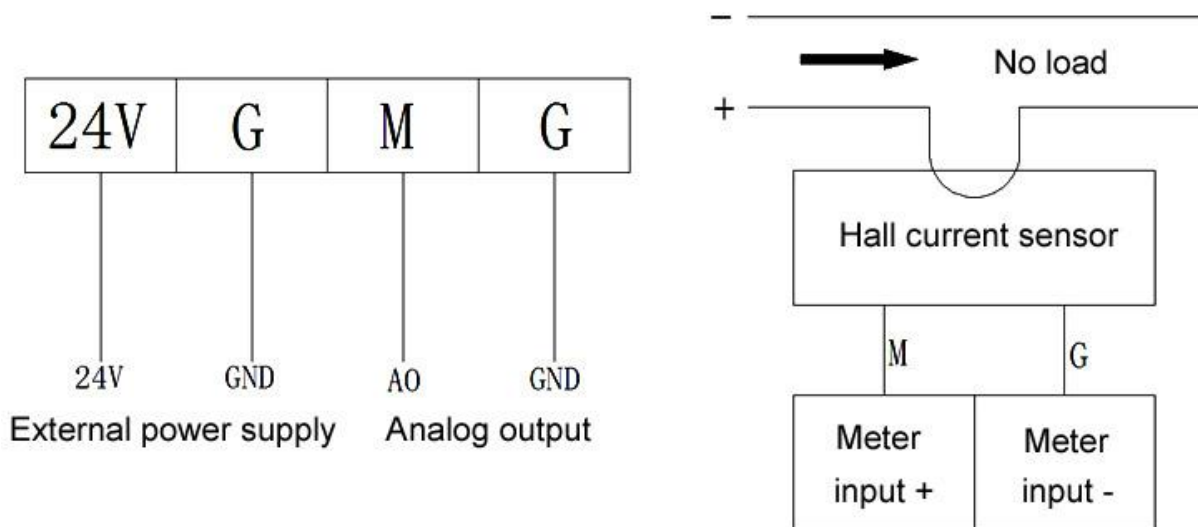 24V G M G
24V GND AO GND
External power supply Analog output
-
No load
+
Hall current sensor
M G
Meter input +
Meter input -